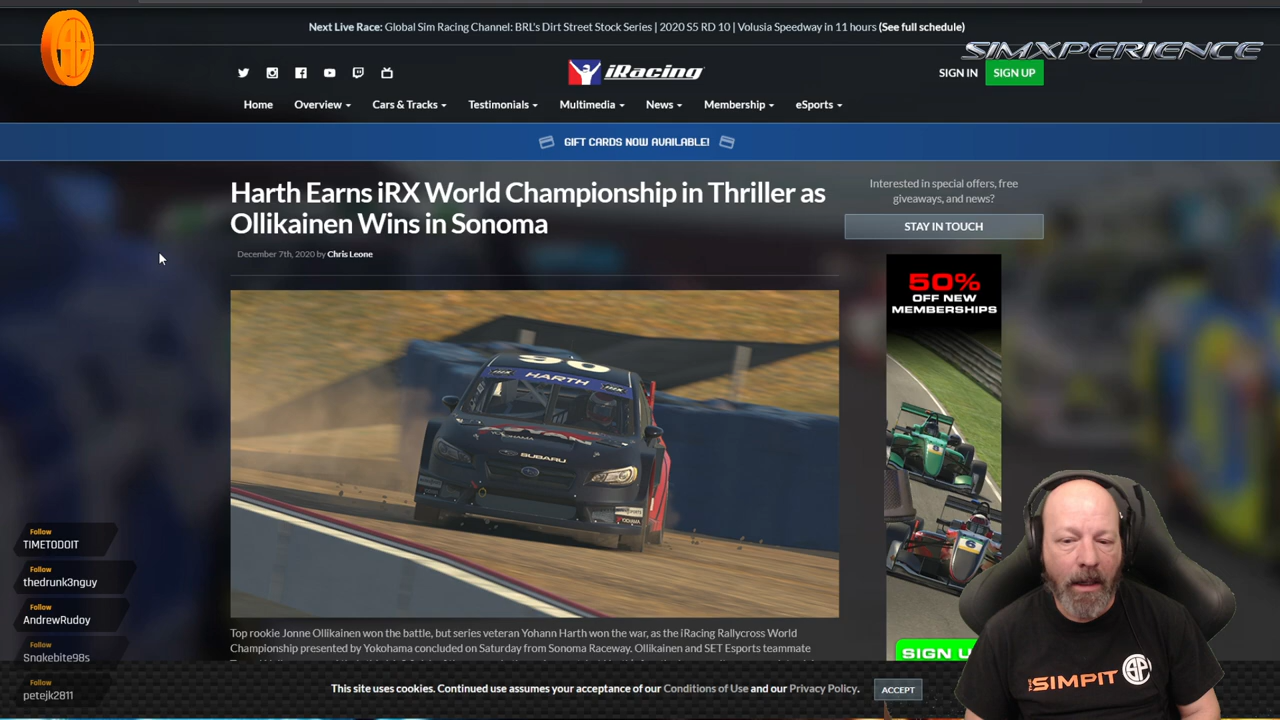 Next Live Race: Global Sim Racing Channel: BRL's Dirt Street Stock Series | 2020 S5 RD 10 | Volusia Speedway in 11 hours (See full schedule)
SIMXPERIENCE
iRacing
SIGN IN
SIGN UP
Home
Overview
Cars & Tracks
Testimonials
Multimedia
News
Membership
eSports
GIFT CARDS NOW AVAILABLE!
Harth Earns iRX World Championship in Thriller as
Ollikainen Wins in Sonoma
December 7th, 2020 by Chris Leone
Interested in special offers, free
giveaways, and news?
STAY IN TOUCH
50%
OFF NEW
MEMBERSHIPS
90
HARTH
SUBARU
6
SIGN U
Top rookie Jonne Ollikainen won the battle, but series veteran Yohann Harth won the war, as the iRacing Rallycross World
Championship presented by Yokohama concluded on Saturday from Sonoma Raceway. Ollikainen and SET Esports teammate
Follow
TIMETODOIT
Follow
thedrunk3nguy
Follow
AndrewRudoy
Follow
Snakebite98s
Follow
petejk2811
This site uses cookies. Continued use assumes your acceptance of our Conditions of Use and our Privacy Policy.
ACCEPT
SIMPIT